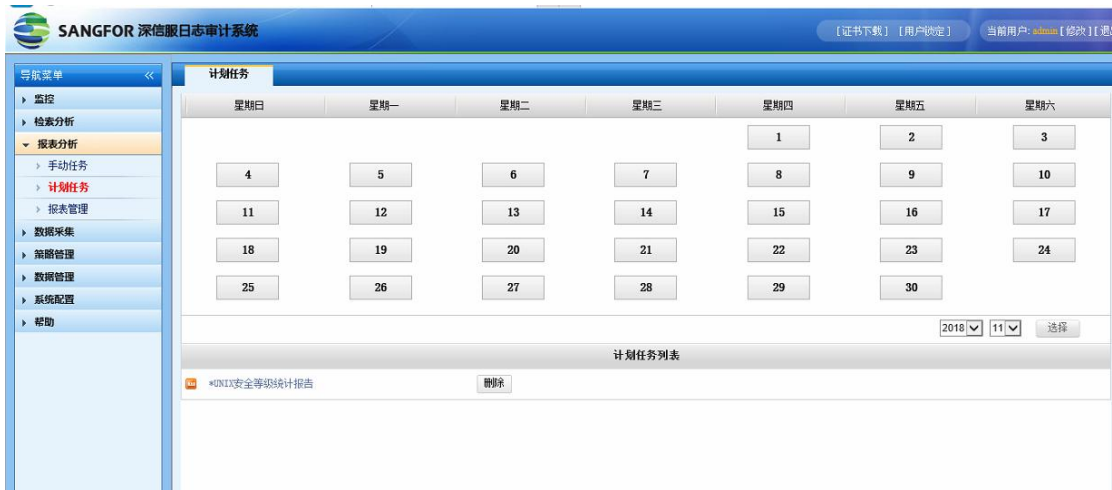 SANGFOR 深信服日志审计系统
[证书下载] [用户锁定] 当前用户: admin [修改] [退
导航菜单 «
计划任务
监控
检索分析
报表分析
手动任务
计划任务
报表管理
数据采集
策略管理
数据管理
系统配置
帮助
星期日 星期一 星期二 星期三 星期四 星期五 星期六
1 2 3
4 5 6 7 8 9 10
11 12 13 14 15 16 17
18 19 20 21 22 23 24
25 26 27 28 29 30
2018 11 选择
计划任务列表
*UNIX安全等级统计报告 删除